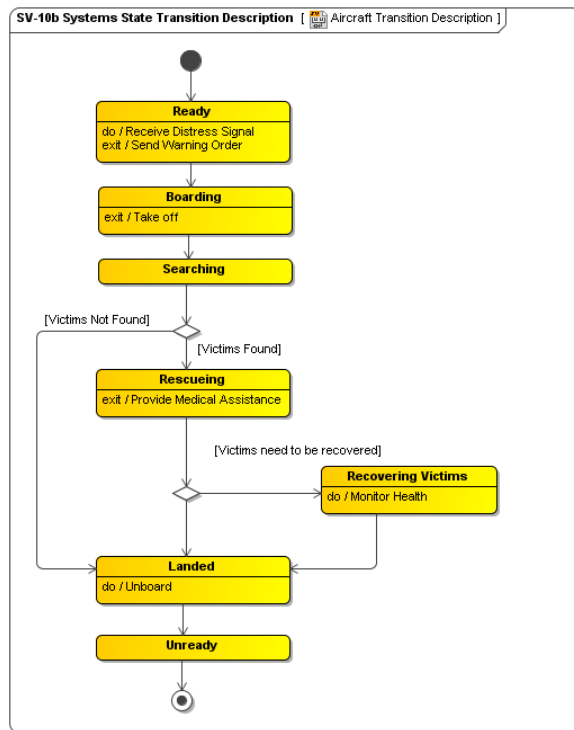 SV-10b Systems State Transition Description [ Aircraft Transition Description ]
Ready
do / Receive Distress Signal
exit / Send Warning Order
Boarding
exit / Take off
Searching
[Victims Not Found]
[Victims Found]
Rescueing
exit / Provide Medical Assistance
[Victims need to be recovered]
Recovering Victims
do / Monitor Health
Landed
do / Unboard
Unready